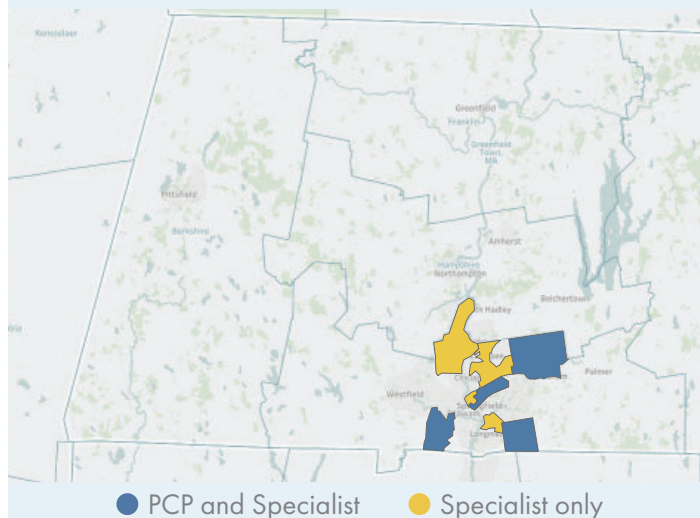 Rensselaer
Greenfield
Franklin
Greenfield
Town,
MA
Pittsfield
Berkshire
Amherst
Hampshire
Northampton
Hadley
Belchertown
Palmer
Westfield
PCP and Specialist
Specialist only